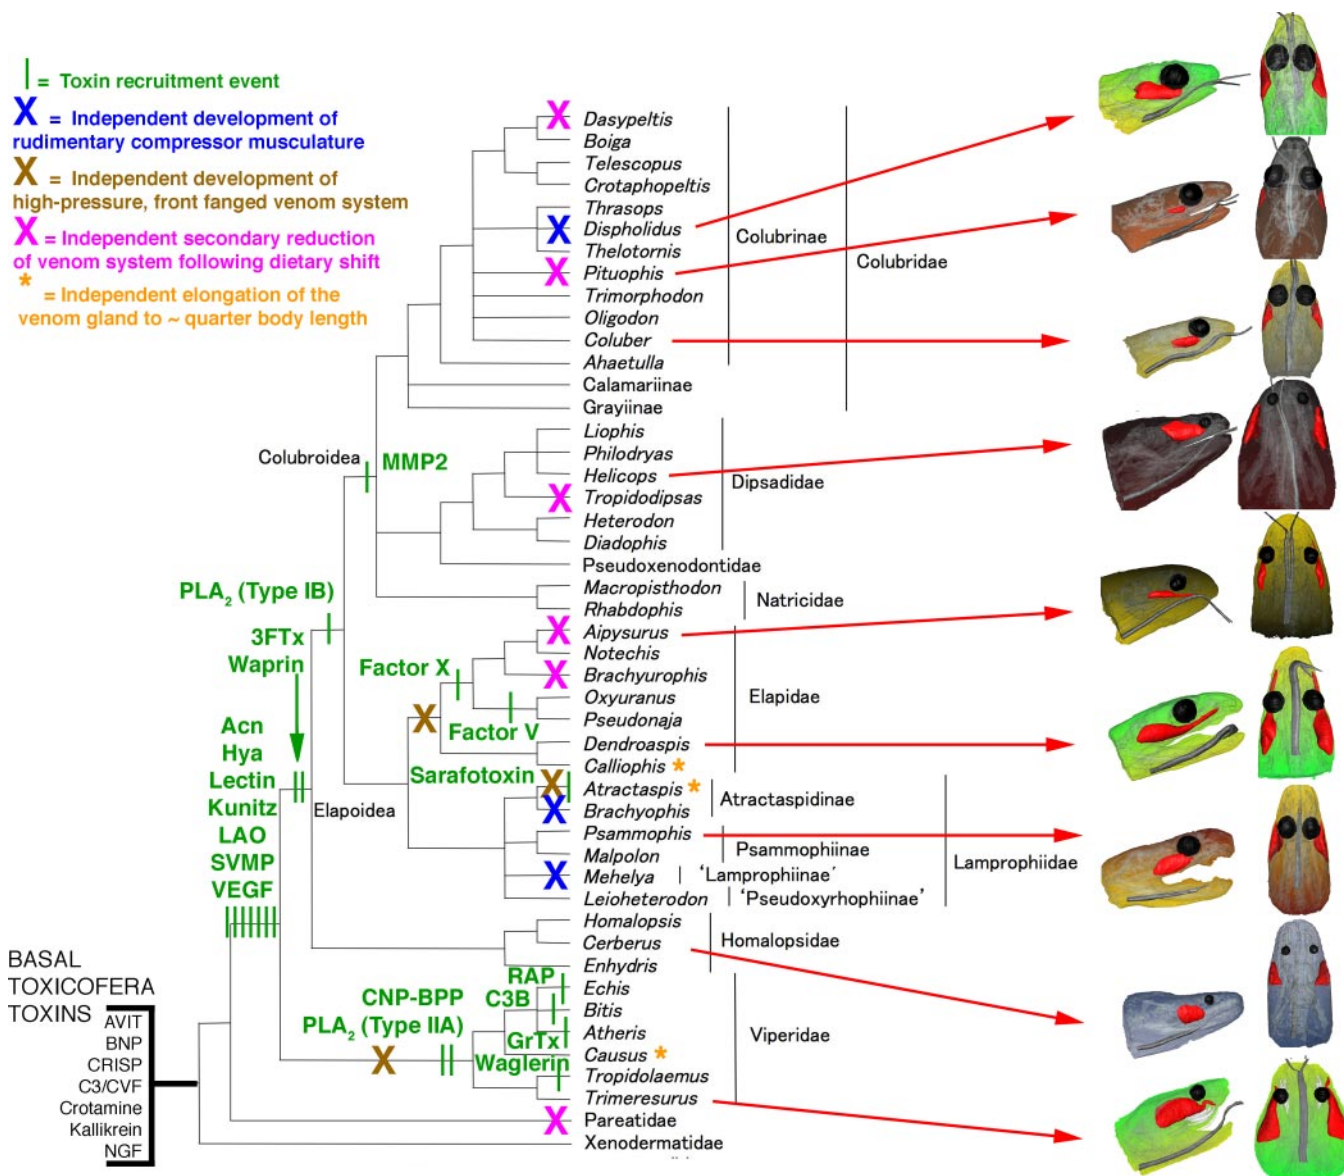 | = Toxin recruitment event
X = Independent development of
rudimentary compressor musculature
X = Independent development of
high-pressure, front fanged venom system
X = Independent secondary reduction
of venom system following dietary shift
* = Independent elongation of the
venom gland to ~ quarter body length
Dasypeltis
Boiga
Telescopus
Crotaphopeltis
Thrasops
Dispholidus
Thelotornis
Pituophis
Trimorphodon
Oligodon
Coluber
Ahaetulla
Colubrinae
Calamariinae
Grayiinae
Colubridae
Colubroidea
MMP2
Liophis
Philodryas
Helicops
Tropidodipsas
Heterodon
Diadophis
Dipsadidae
Pseudoxenodontidae
Macropisthodon
Rhabdophis
Natricidae
PLA2 (Type IB)
3FTx
Waprin
Aipysurus
Notechis
Brachyurophis
Oxyuranus
Pseudonaja
Dendroaspis
Calliophis *
Elapidae
Factor X
Factor V
Sarafotoxin
Elapoidea
Atractaspis *
Brachyophis
Atractaspidinae
Psammophis
Malpolon
Psammophiinae
Mehelya
'Lamprophiinae'
Leioheterodon
'Pseudoxyrhophiinae'
Lamprophiidae
Acn
Hya
Lectin
Kunitz
LAO
SVMP
VEGF
Homalopsis
Cerberus
Enhydris
Homalopsidae
RAP
C3B
CNP-BPP
PLA2 (Type IIA)
GrTx
Waglerin
Echis
Bitis
Atheris
Causus *
Tropidolaemus
Trimeresurus
Viperidae
Pareatidae
Xenodermatidae
BASAL
TOXICOFERA
TOXINS
AVIT
BNP
CRISP
C3/CVF
Crotamine
Kallikrein
NGF